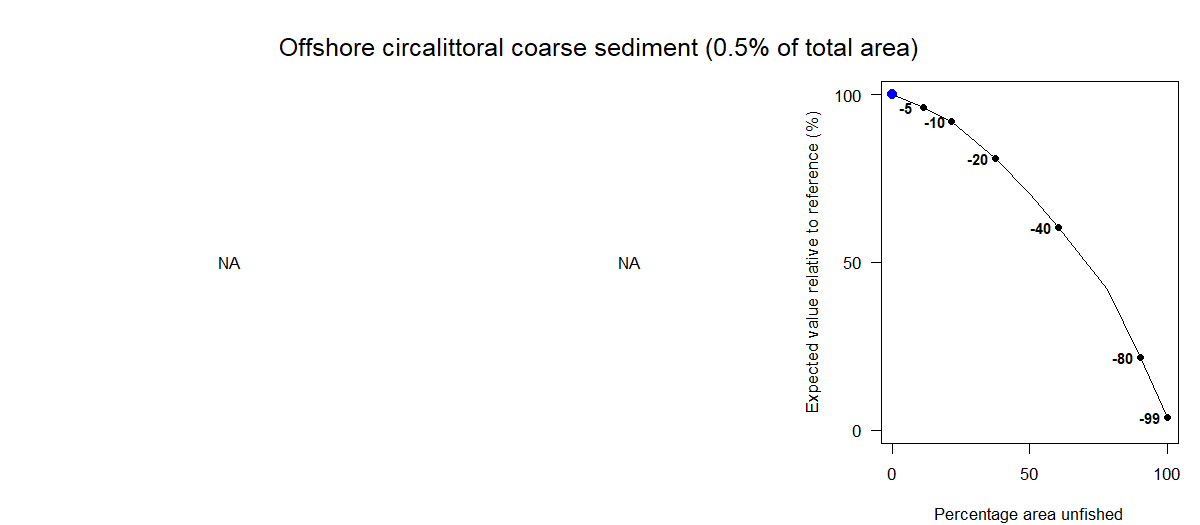 Offshore circalittoral coarse sediment (0.5% of total area)
NA
NA
Expected value relative to reference (%)
100
50
0
-5
-10
-20
-40
-80
-99
0 50 100
Percentage area unfished